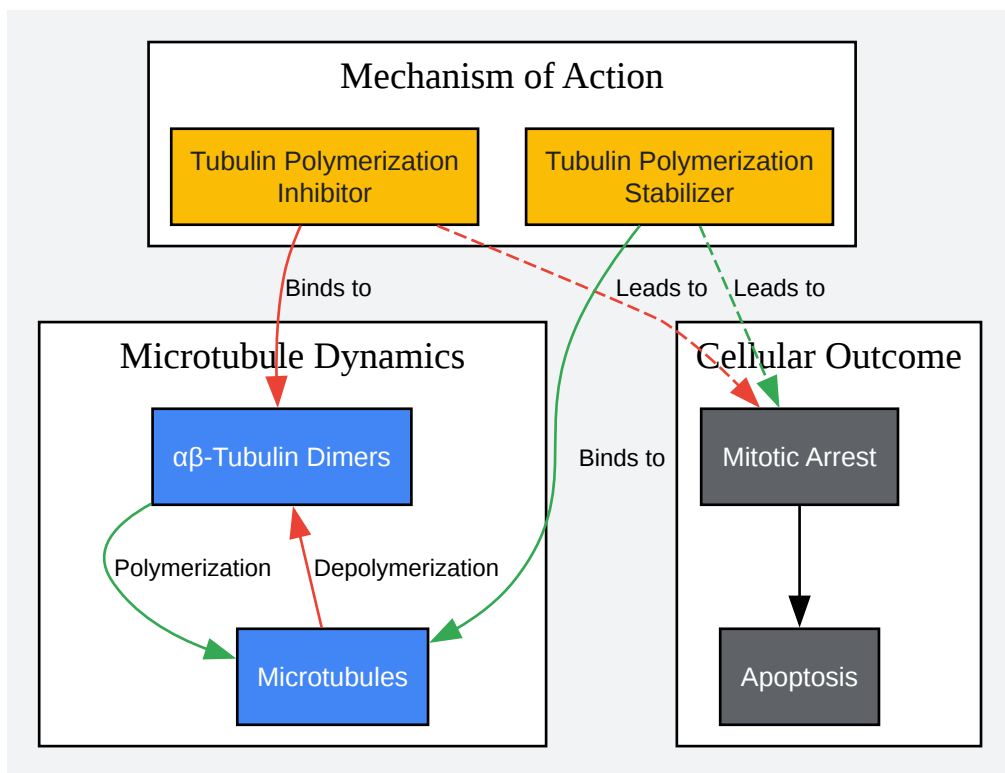 Mechanism of Action
Tubulin Polymerization
Inhibitor
Tubulin Polymerization
Stabilizer
Binds to
Leads to
Leads to
Microtubule Dynamics
Cellular Outcome
αβ-Tubulin Dimers
Binds to
Mitotic Arrest
Polymerization
Depolymerization
Microtubules
Apoptosis